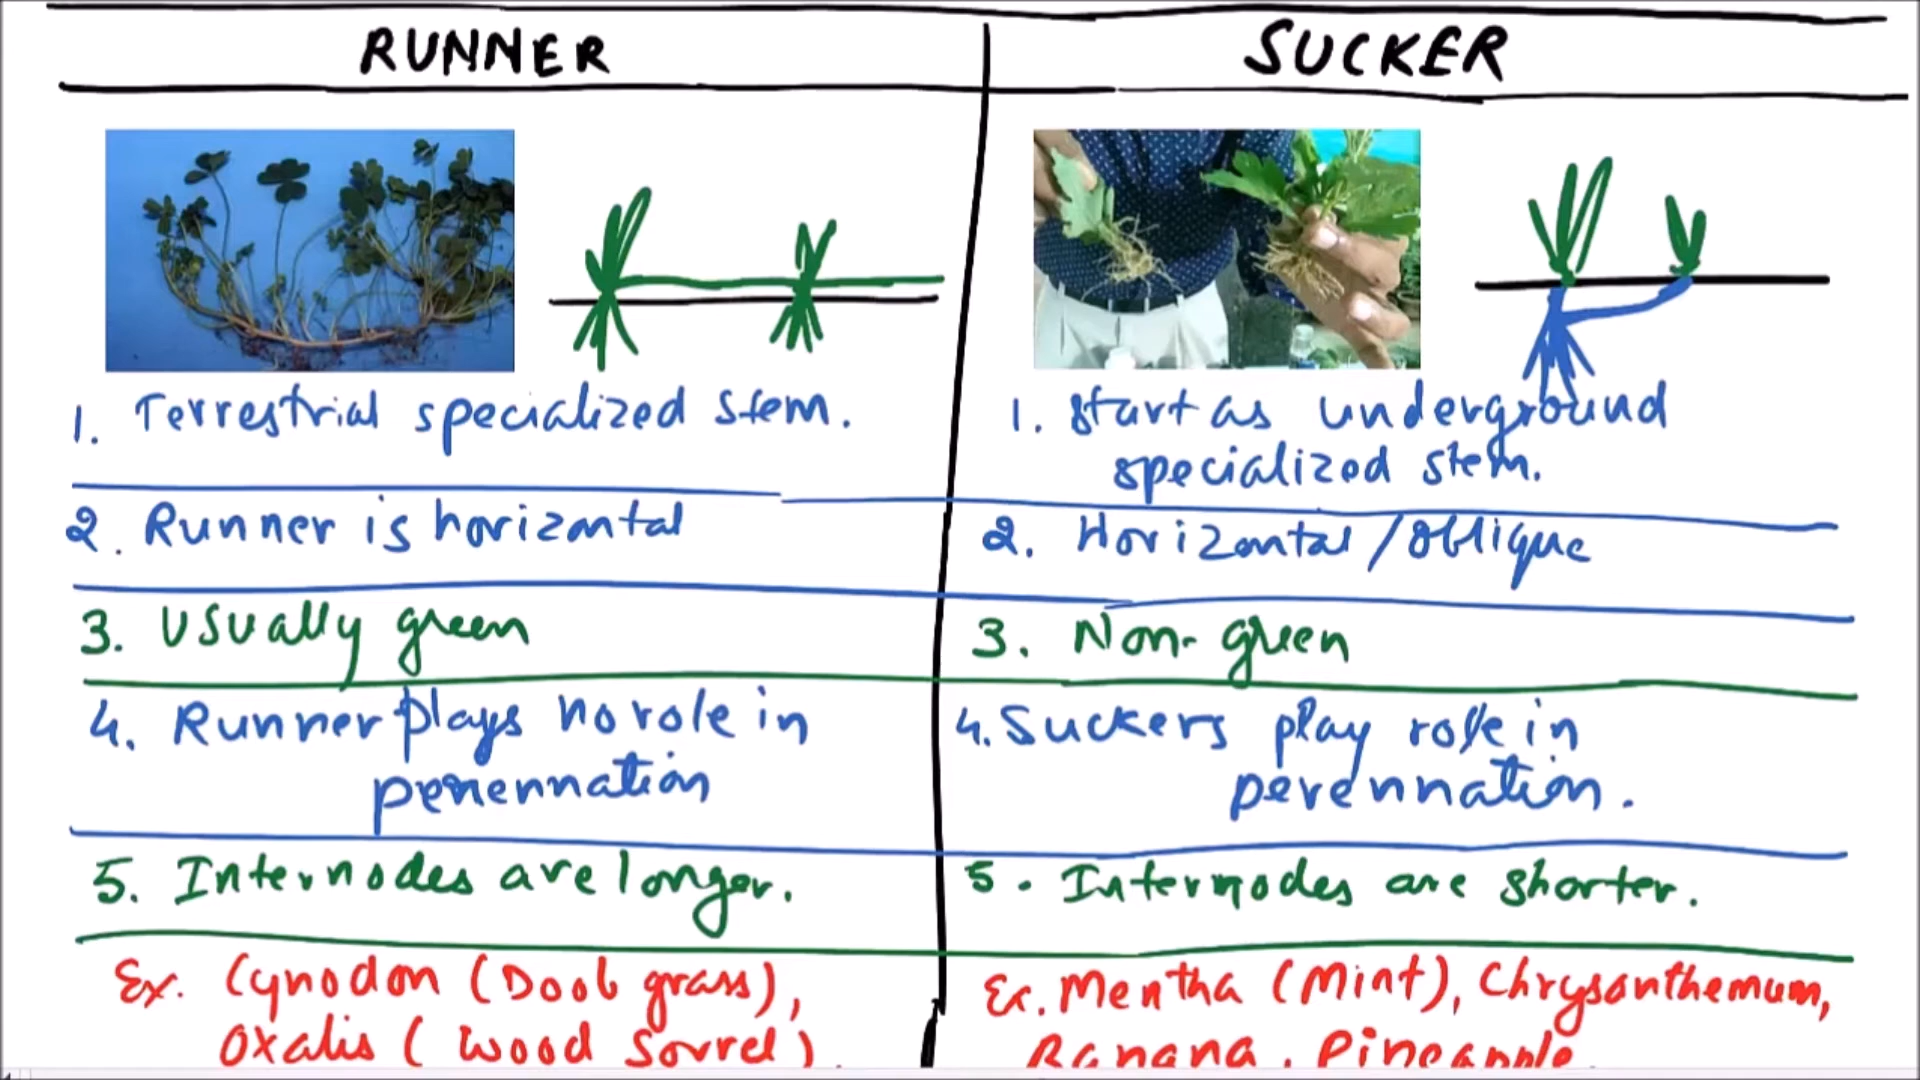 RUNNER
SUCKER
1. Terrestrial specialized stem.
1. Start as underground
specialized stem.
2. Runner is horizontal
2. Horizontal/oblique
3. Usually green
3. Non-green
4. Runner plays no role in
perennation
4. Suckers play role in
perennation.
5. Internodes are longer.
5. Internodes are shorter.
Ex. Cynodon (Doob grass),
Oxalis (Wood Sorrel).
Ex. Mentha (Mint), Chrysanthemum,
Banana, Pineapple.